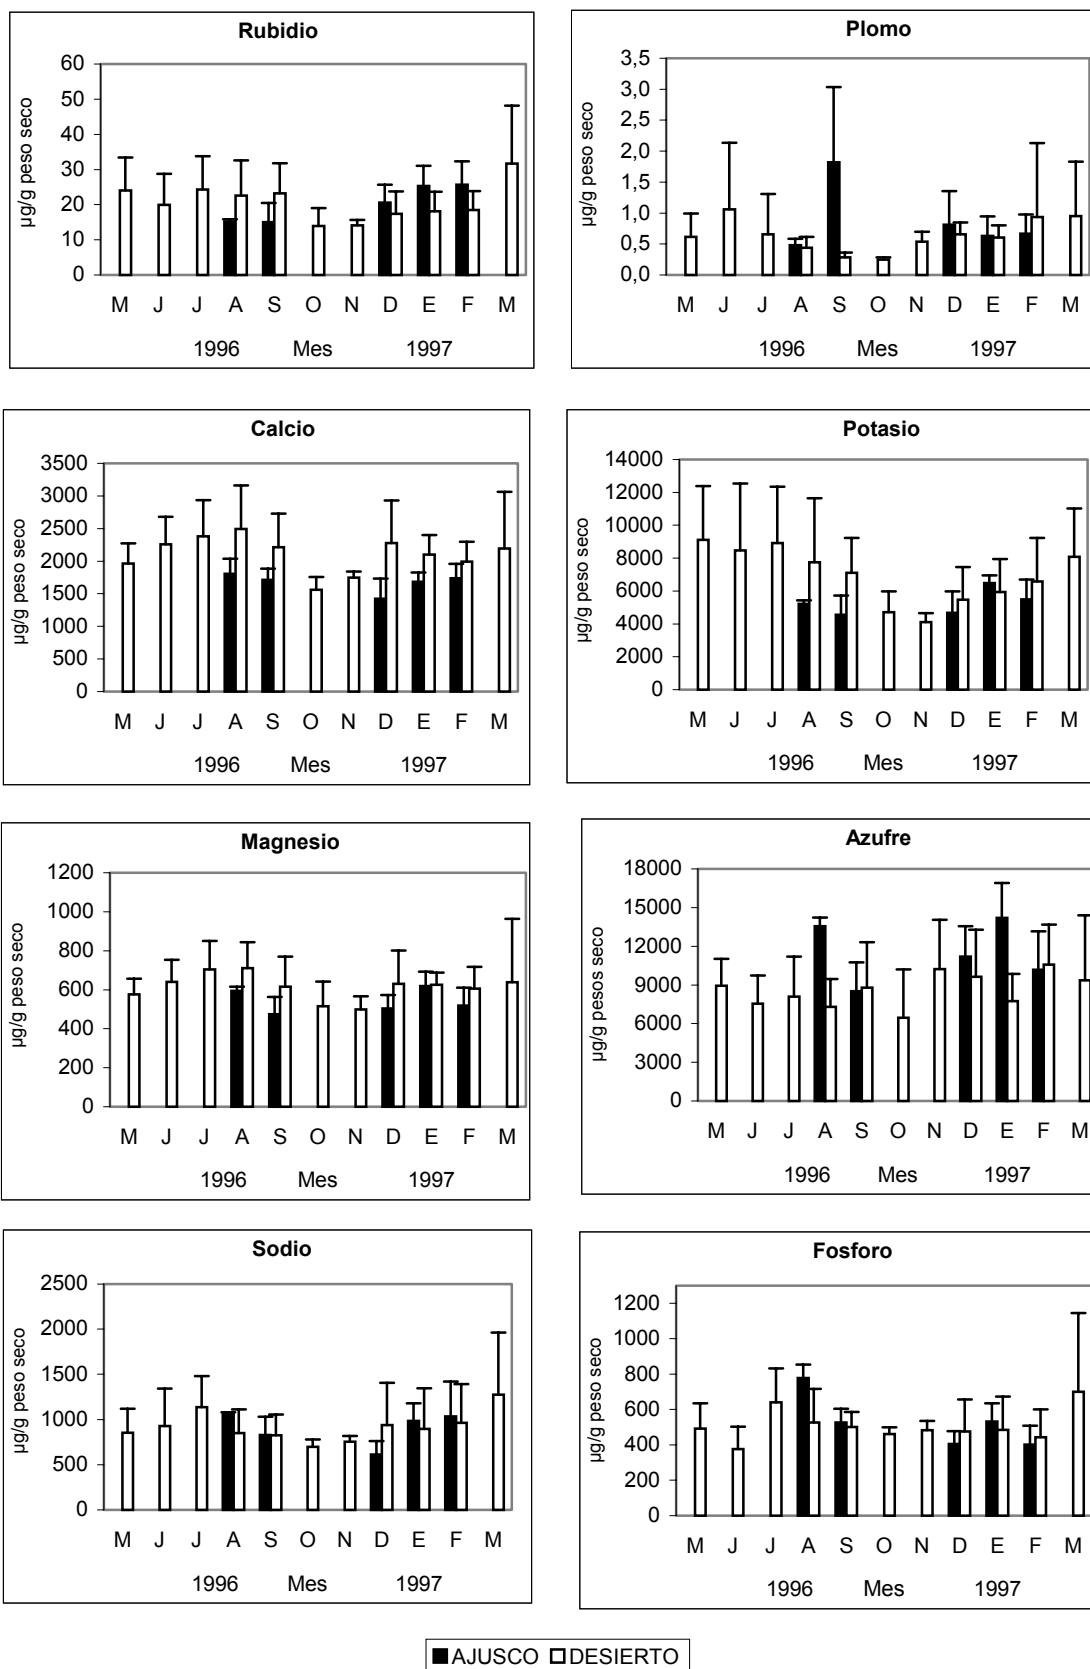 Rubidio
60
50
40
30
20
10
0
µg/g peso seco
M J J A S O N D E F M
1996 Mes 1997
Plomo
3,5
3,0
2,5
2,0
1,5
1,0
0,5
0,0
µg/g peso seco
M J J A S O N D E F M
1996 Mes 1997
Calcio
3500
3000
2500
2000
1500
1000
500
0
µg/g peso seco
M J J A S O N D E F M
1996 Mes 1997
Potasio
14000
12000
10000
8000
6000
4000
2000
0
µg/g peso seco
M J J A S O N D E F M
1996 Mes 1997
Magnesio
1200
1000
800
600
400
200
0
µg/g peso seco
M J J A S O N D E F M
1996 Mes 1997
Azufre
18000
15000
12000
9000
6000
3000
0
µg/g pesos seco
M J J A S O N D E F M
1996 Mes 1997
Sodio
2500
2000
1500
1000
500
0
µg/g peso seco
M J J A S O N D E F M
1996 Mes 1997
Fosforo
1200
1000
800
600
400
200
0
µg/g peso seco
M J J A S O N D E F M
1996 Mes 1997
AJUSCO DESIERTO